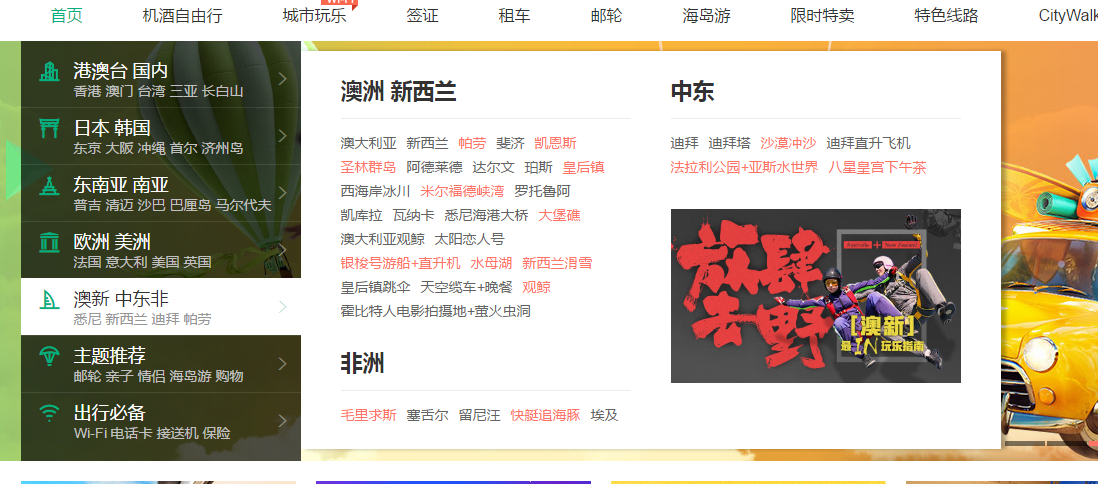 首页 机酒自由行 城市玩乐 签证 租车 邮轮 海岛游 限时特卖 特色线路 CityWalk
港澳台 国内
香港 澳门 台湾 三亚 长白山
日本 韩国
东京 大阪 冲绳 首尔 济州岛
东南亚 南亚
普吉 清迈 沙巴 巴厘岛 马尔代夫
欧洲 美洲
法国 意大利 美国 英国
澳新 中东非
悉尼 新西兰 迪拜 帕劳
主题推荐
邮轮 亲子 情侣 海岛游 购物
出行必备
Wi-Fi 电话卡 接送机 保险
澳洲 新西兰
澳大利亚 新西兰 帕劳 斐济 凯恩斯
圣林群岛 阿德莱德 达尔文 珀斯 皇后镇
西海岸冰川 米尔福德峡湾 罗托鲁阿
凯库拉 瓦纳卡 悉尼海港大桥 大堡礁
澳大利亚观鲸 太阳恋人号
银梭号游船+直升机 水母湖 新西兰滑雪
皇后镇跳伞 天空缆车+晚餐 观鲸
霍比特人电影拍摄地+萤火虫洞
非洲
毛里求斯 塞舌尔 留尼汪 快艇追海豚 埃及
中东
迪拜 迪拜塔 沙漠冲沙 迪拜直升飞机
法拉利公园+亚斯水世界 八星皇宫下午茶
Australia + New Zealand
放肆
去野
【澳新】
最IN玩乐指南